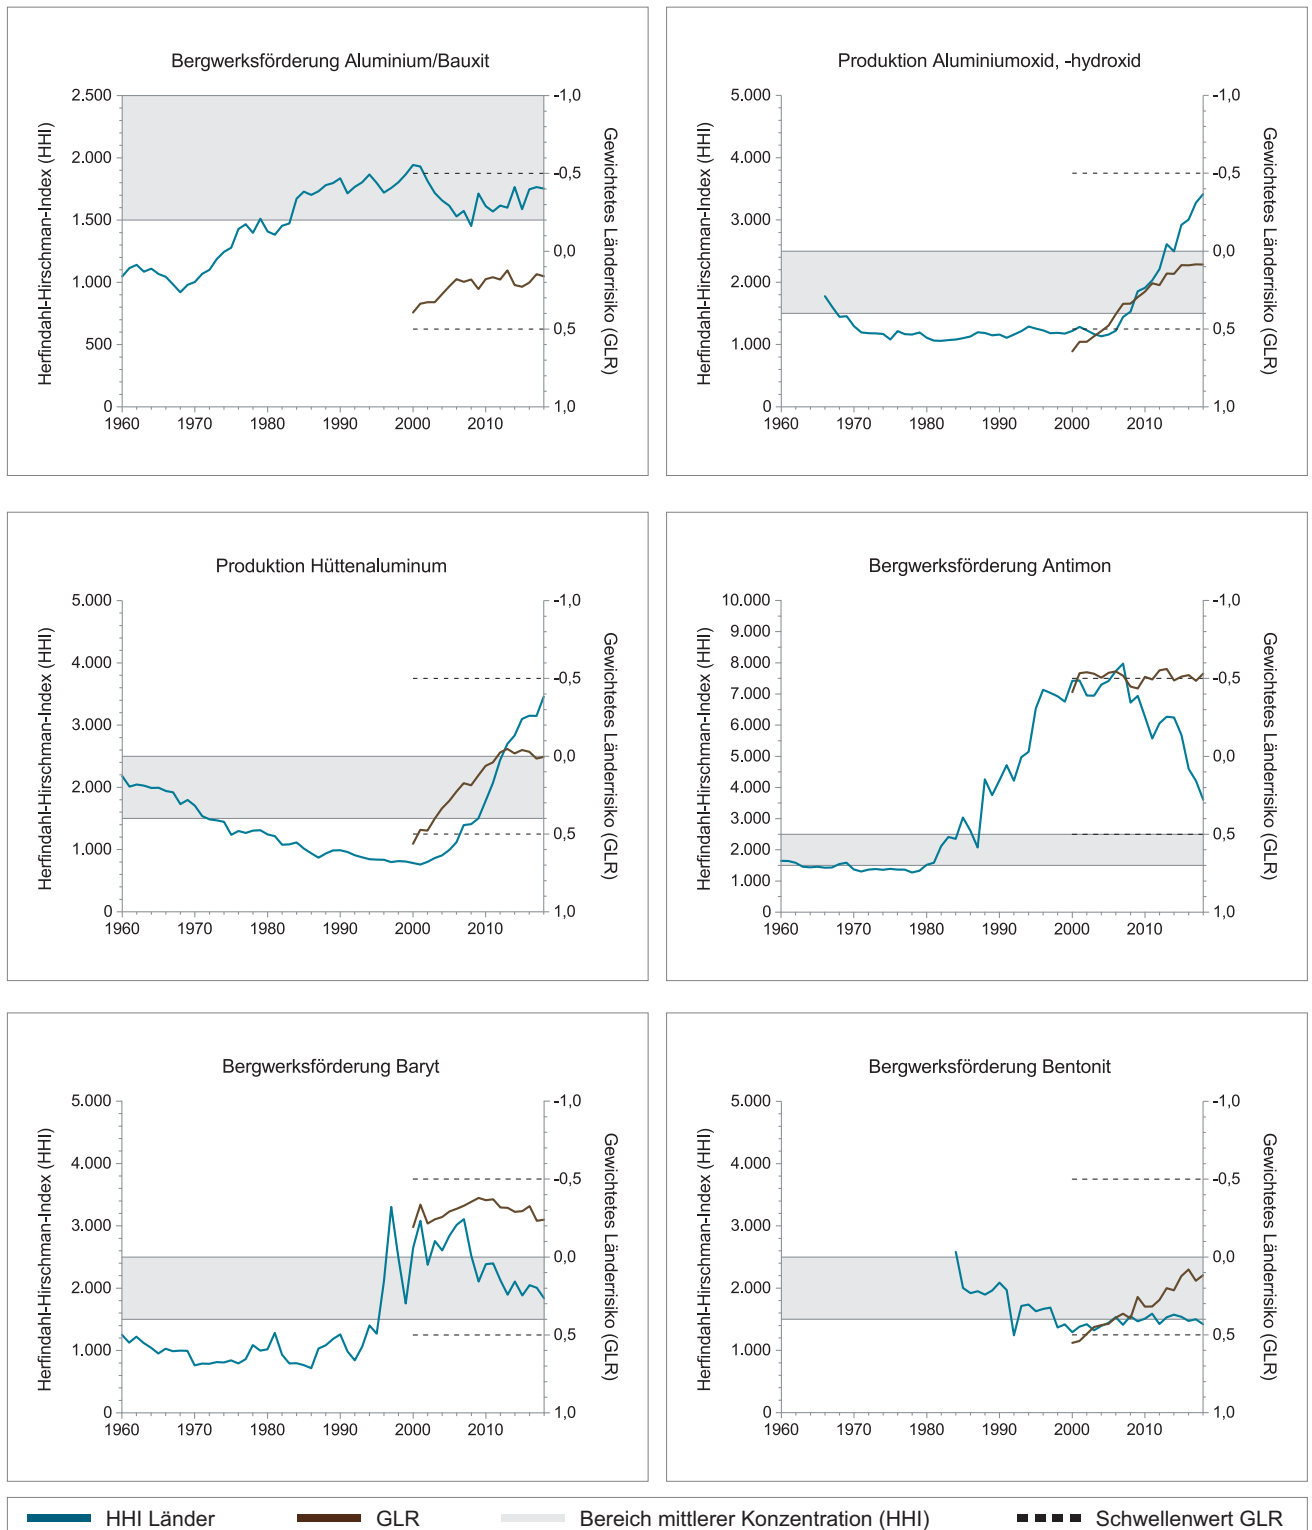 Bergwerksförderung Aluminium/Bauxit
Herfindahl-Hirschman-Index (HHI)
2.500
2.000
1.500
1.000
500
0
-1,0
-0,5
0,0
0,5
1,0
Gewichtetes Länderrisiko (GLR)
1960 1970 1980 1990 2000 2010
Produktion Aluminiumoxid, -hydroxid
Herfindahl-Hirschman-Index (HHI)
5.000
4.000
3.000
2.000
1.000
0
-1,0
-0,5
0,0
0,5
1,0
Gewichtetes Länderrisiko (GLR)
1960 1970 1980 1990 2000 2010
Produktion Hüttenaluminum
Herfindahl-Hirschman-Index (HHI)
5.000
4.000
3.000
2.000
1.000
0
-1,0
-0,5
0,0
0,5
1,0
Gewichtetes Länderrisiko (GLR)
1960 1970 1980 1990 2000 2010
Bergwerksförderung Antimon
Herfindahl-Hirschman-Index (HHI)
10.000
9.000
8.000
7.000
6.000
5.000
4.000
3.000
2.000
1.000
0
-1,0
-0,5
0,0
0,5
1,0
Gewichtetes Länderrisiko (GLR)
1960 1970 1980 1990 2000 2010
Bergwerksförderung Baryt
Herfindahl-Hirschman-Index (HHI)
5.000
4.000
3.000
2.000
1.000
0
-1,0
-0,5
0,0
0,5
1,0
Gewichtetes Länderrisiko (GLR)
1960 1970 1980 1990 2000 2010
Bergwerksförderung Bentonit
Herfindahl-Hirschman-Index (HHI)
5.000
4.000
3.000
2.000
1.000
0
-1,0
-0,5
0,0
0,5
1,0
Gewichtetes Länderrisiko (GLR)
1960 1970 1980 1990 2000 2010
HHI Länder GLR Bereich mittlerer Konzentration (HHI) Schwellenwert GLR